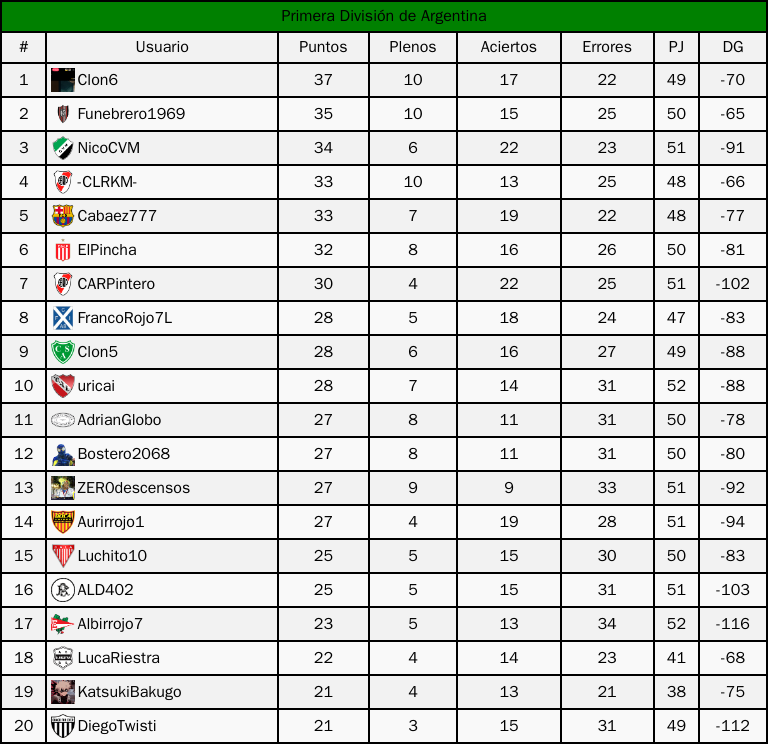 Primera División de Argentina
# Usuario Puntos Plenos Aciertos Errores PJ DG
1 Clon6 37 10 17 22 49 -70
2 Funebrero1969 35 10 15 25 50 -65
3 NicoCVM 34 6 22 23 51 -91
4 -CLRKM- 33 10 13 25 48 -66
5 Cabaez777 33 7 19 22 48 -77
6 ElPincha 32 8 16 26 50 -81
7 CARPintero 30 4 22 25 51 -102
8 FrancoRojo7L 28 5 18 24 47 -83
9 Clon5 28 6 16 27 49 -88
10 uricai 28 7 14 31 52 -88
11 AdrianGlobo 27 8 11 31 50 -78
12 Bostero2068 27 8 11 31 50 -80
13 ZER0descensos 27 9 9 33 51 -92
14 Aurirrojo1 27 4 19 28 51 -94
15 Luchito10 25 5 15 30 50 -83
16 ALD402 25 5 15 31 51 -103
17 Albirrojo7 23 5 13 34 52 -116
18 LucaRiestra 22 4 14 23 41 -68
19 KatsukiBakugo 21 4 13 21 38 -75
20 DiegoTwisti 21 3 15 31 49 -112